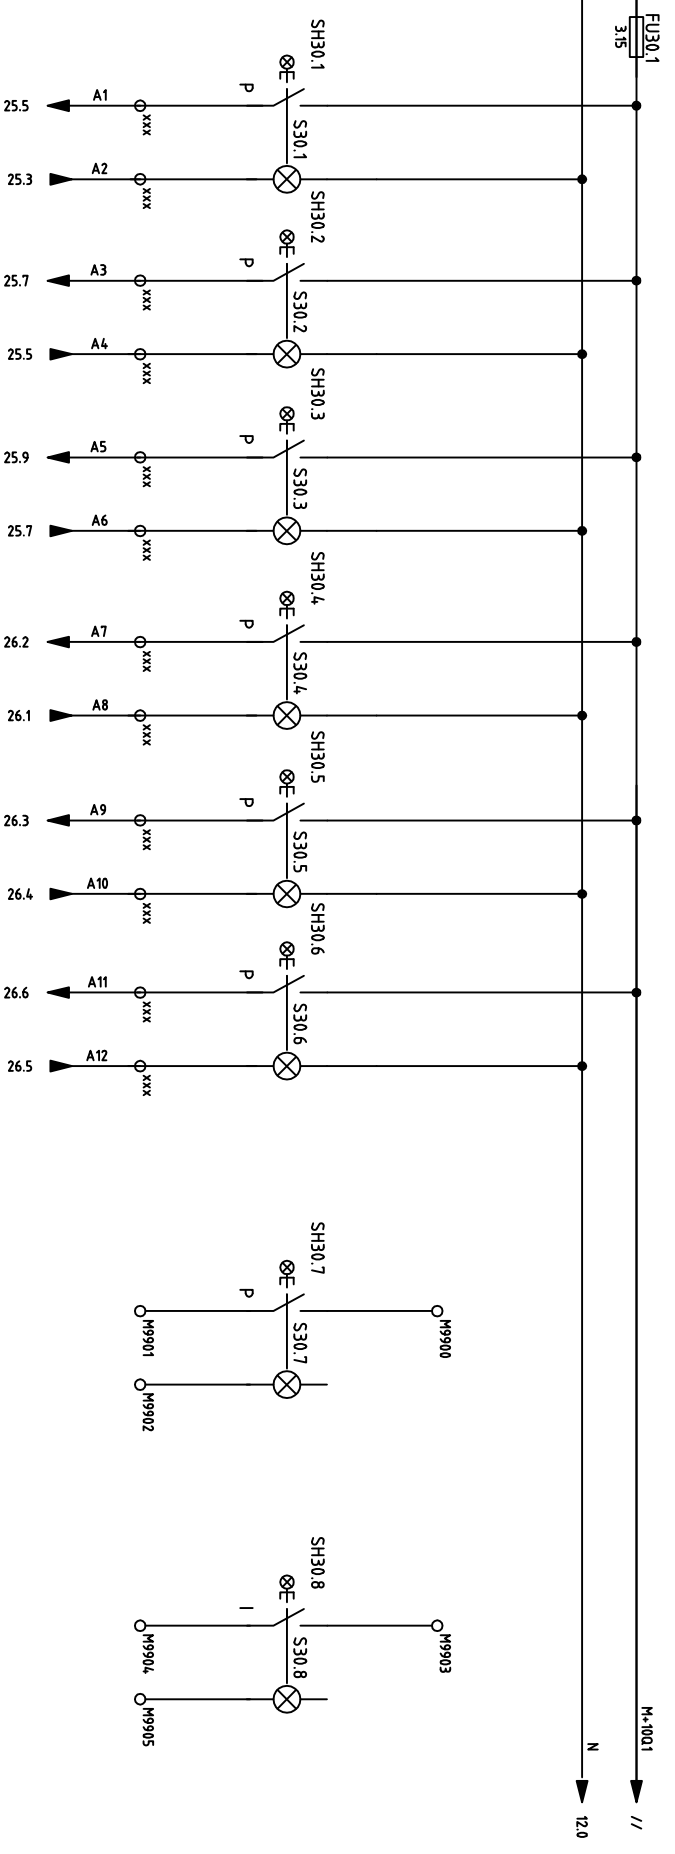 FU30.1
3.15
SH30.1
P
S30.1
25.5
A1
xxx
25.3
A2
xxx
SH30.2
P
S30.2
25.7
A3
xxx
25.5
A4
xxx
SH30.3
P
S30.3
25.9
A5
xxx
25.7
A6
xxx
SH30.4
P
S30.4
26.2
A7
xxx
26.1
A8
xxx
SH30.5
P
S30.5
26.3
A9
xxx
26.4
A10
xxx
SH30.6
P
S30.6
26.6
A11
xxx
26.5
A12
xxx
SH30.7
P
S30.7
M9901
M9900
M9902
SH30.8
I
S30.8
M9904
M9903
M9905
M+10Q1
N
//
12.0